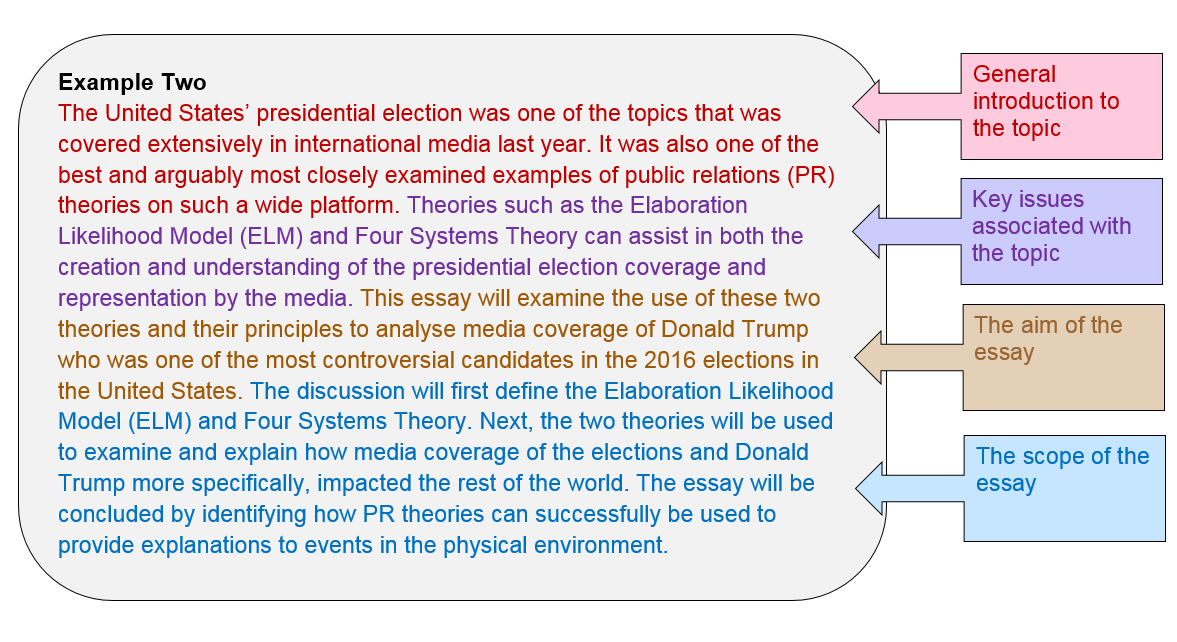 Example Two
The United States’ presidential election was one of the topics that was
covered extensively in international media last year. It was also one of the
best and arguably most closely examined examples of public relations (PR)
theories on such a wide platform. Theories such as the Elaboration
Likelihood Model (ELM) and Four Systems Theory can assist in both the
creation and understanding of the presidential election coverage and
representation by the media. This essay will examine the use of these two
theories and their principles to analyse media coverage of Donald Trump
who was one of the most controversial candidates in the 2016 elections in
the United States. The discussion will first define the Elaboration Likelihood
Model (ELM) and Four Systems Theory. Next, the two theories will be used
to examine and explain how media coverage of the elections and Donald
Trump more specifically, impacted the rest of the world. The essay will be
concluded by identifying how PR theories can successfully be used to
provide explanations to events in the physical environment.
General
introduction to
the topic
Key issues
associated with
the topic
The aim of the
essay
The scope of the
essay